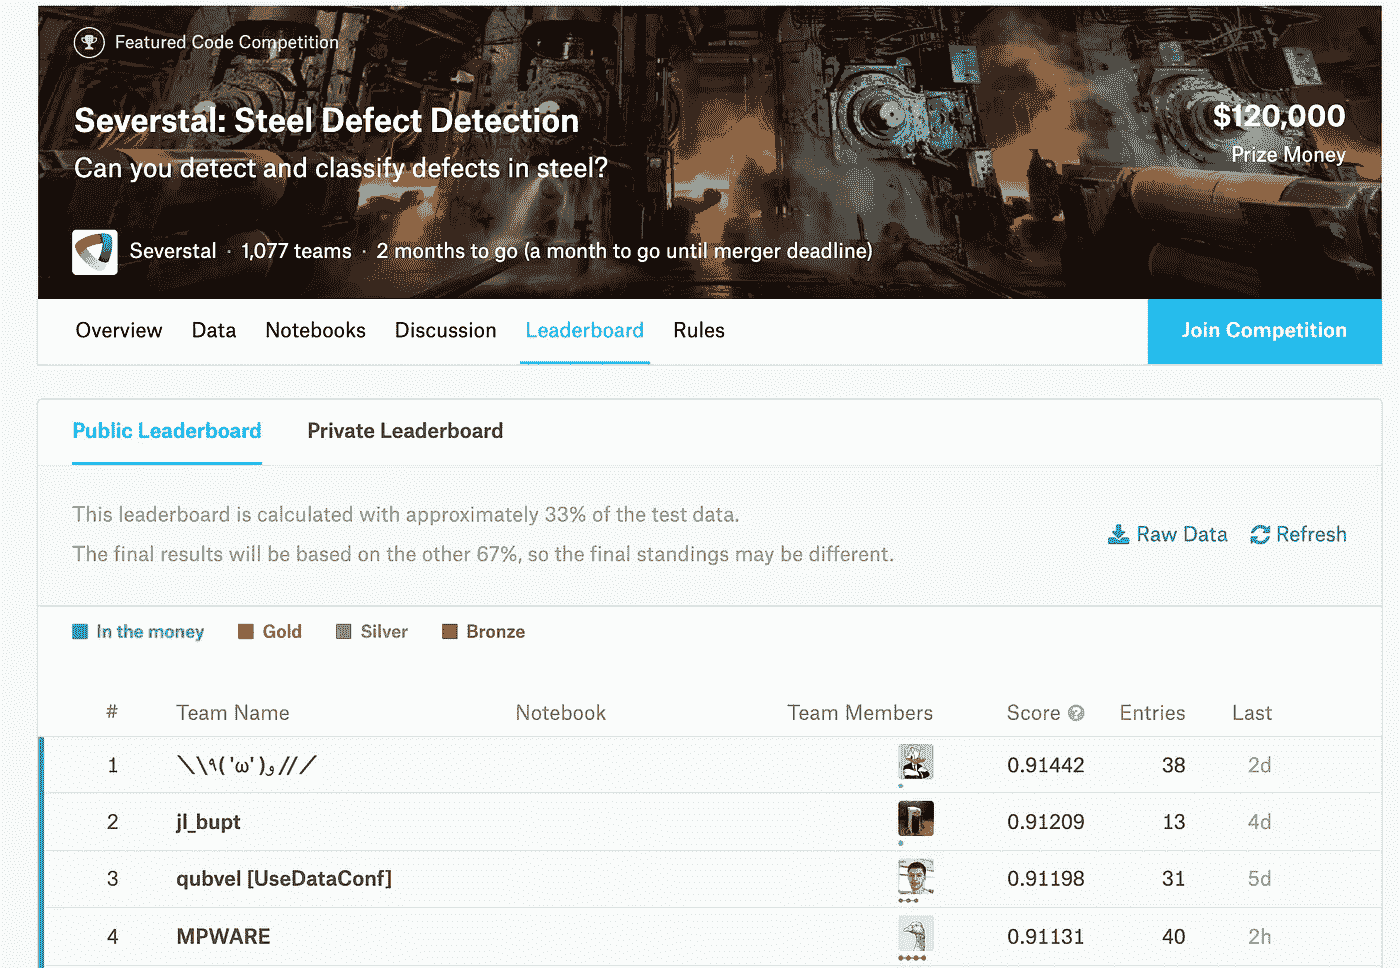 Featured Code Competition
Severstal: Steel Defect Detection
$120,000
Can you detect and classify defects in steel?
Prize Money
Severstal · 1,077 teams · 2 months to go (a month to go until merger deadline)
Overview Data Notebooks Discussion Leaderboard Rules Join Competition
Public Leaderboard Private Leaderboard
This leaderboard is calculated with approximately 33% of the test data.
The final results will be based on the other 67%, so the final standings may be different.
Raw Data Refresh
In the money Gold Silver Bronze
# Team Name Notebook Team Members Score Entries Last
1 ＼\٩( 'ω' )و //／ 0.91442 38 2d
2 jl_bupt 0.91209 13 4d
3 qubvel [UseDataConf] 0.91198 31 5d
4 MPWARE 0.91131 40 2h